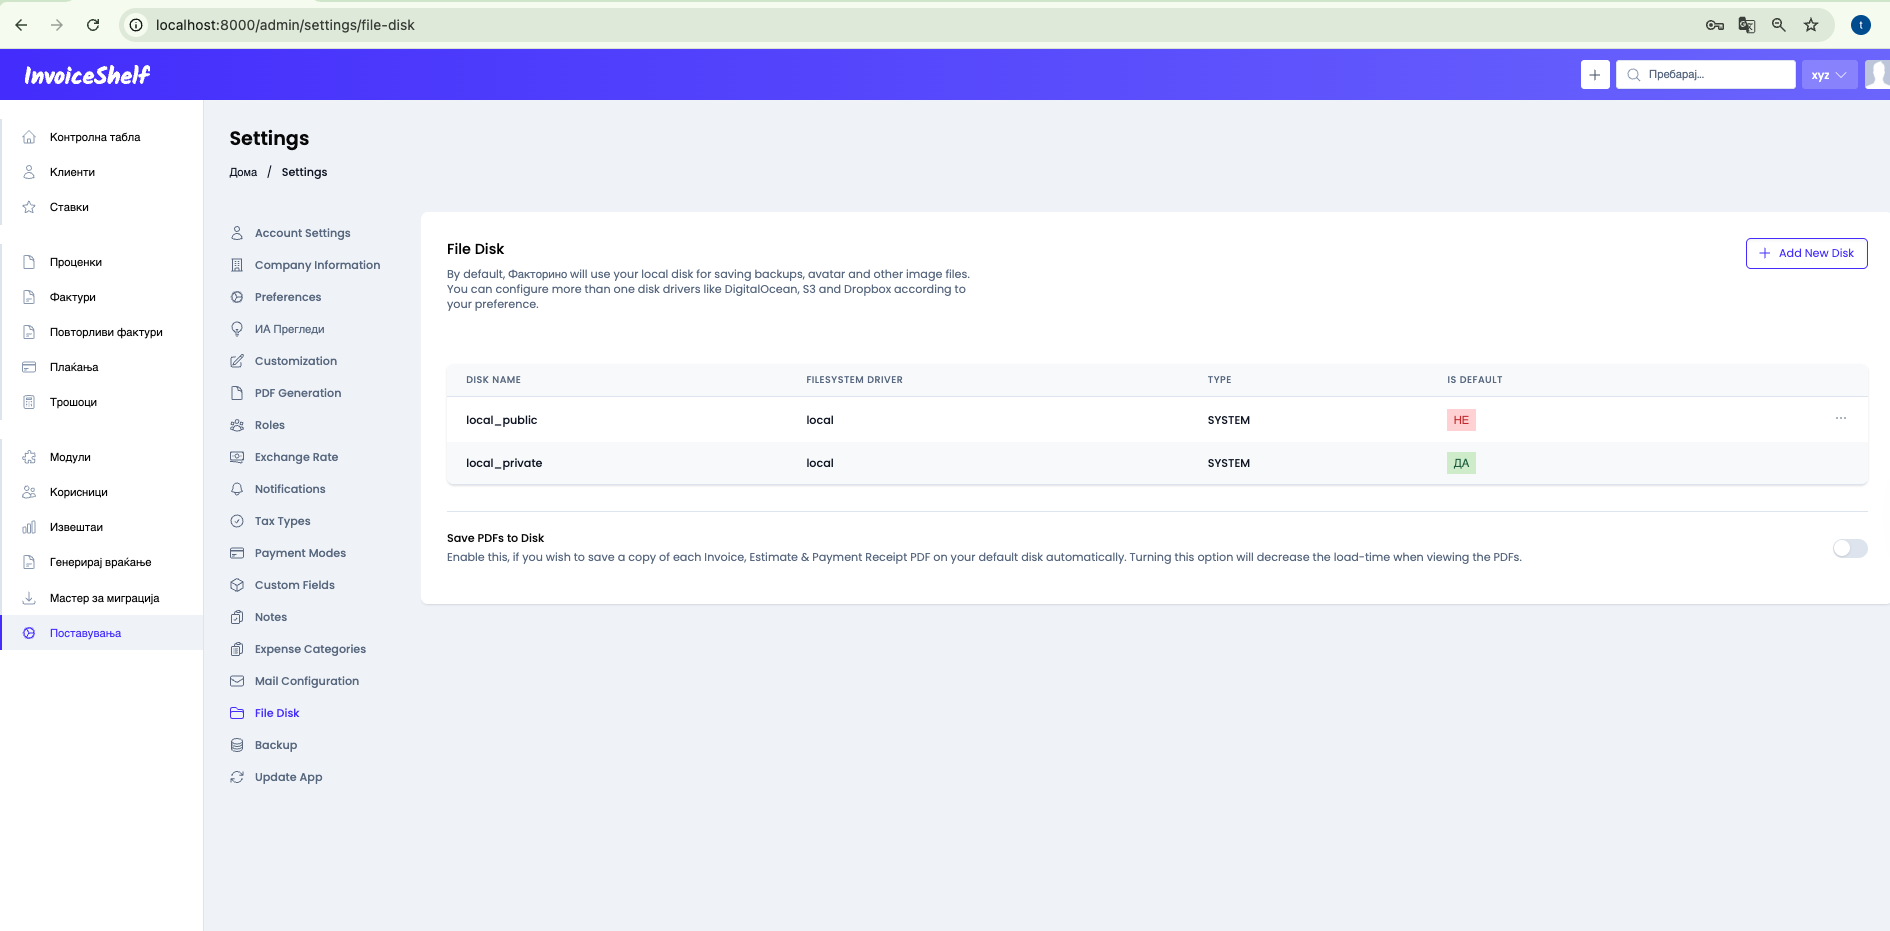 localhost:8000/admin/settings/file-disk
t
InvoiceShelf
Пребарај...
xyz
Контролна табла
Клиенти
Ставки
Проценки
Фактури
Повторливи фактури
Плаќања
Трошоци
Модули
Корисници
Извештаи
Генерирај враќање
Мастер за миграција
Поставувања
Settings
Дома / Settings
Account Settings
Company Information
Preferences
ИА Прегледи
Customization
PDF Generation
Roles
Exchange Rate
Notifications
Tax Types
Payment Modes
Custom Fields
Notes
Expense Categories
Mail Configuration
File Disk
Backup
Update App
File Disk
By default, Факторино will use your local disk for saving backups, avatar and other image files.
You can configure more than one disk drivers like DigitalOcean, S3 and Dropbox according to
your preference.
Add New Disk
DISK NAME FILESYSTEM DRIVER TYPE IS DEFAULT
local_public local SYSTEM НЕ
local_private local SYSTEM ДА
Save PDFs to Disk
Enable this, if you wish to save a copy of each Invoice, Estimate & Payment Receipt PDF on your default disk automatically. Turning this option will decrease the load-time when viewing the PDFs.